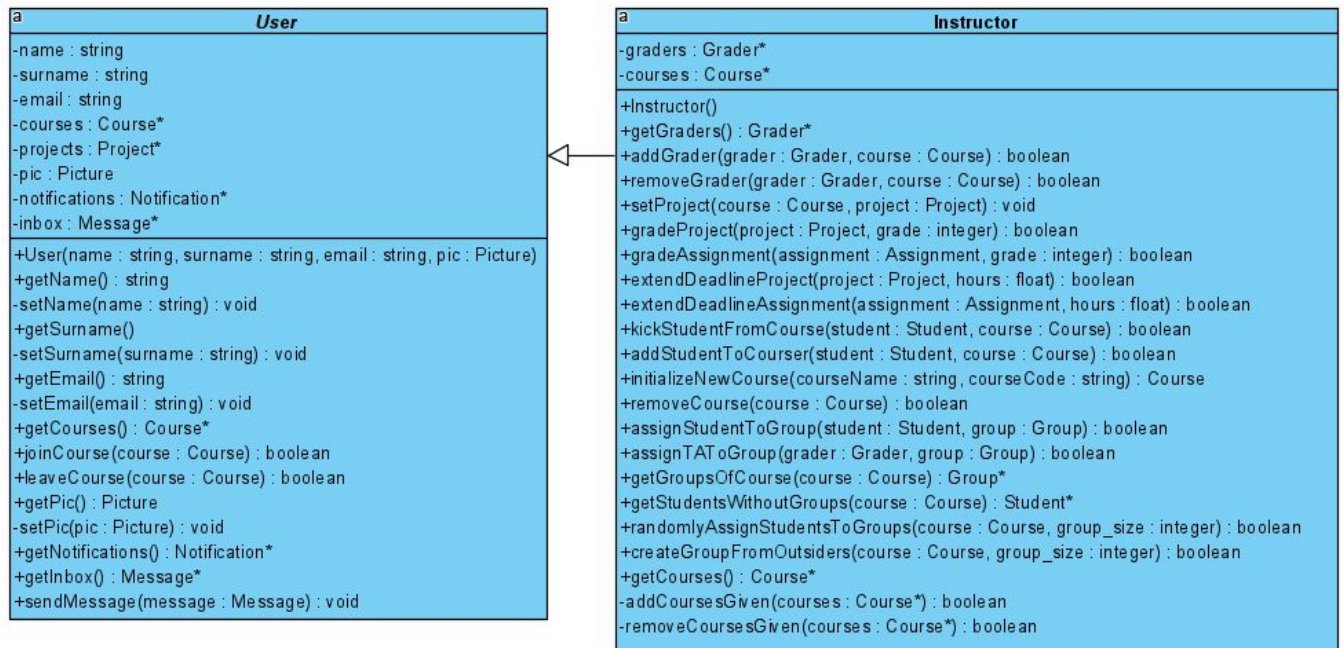 a
User
-name : string
-surname : string
-email : string
-courses : Course*
-projects : Project*
-pic : Picture
-notifications : Notification*
-inbox : Message*
+User(name : string, surname : string, email : string, pic : Picture)
+getName() : string
-setName(name : string) : void
+getSurname()
-setSurname(surname : string) : void
+getEmail() : string
-setEmail(email : string) : void
+getCourses() : Course*
+joinCourse(course : Course) : boolean
+leaveCourse(course : Course) : boolean
+getPic() : Picture
-setPic(pic : Picture) : void
+getNotifications() : Notification*
+getInbox() : Message*
+sendMessage(message : Message) : void
a
Instructor
-graders : Grader*
-courses : Course*
+Instructor()
+getGraders() : Grader*
+addGrader(grader : Grader, course : Course) : boolean
+removeGrader(grader : Grader, course : Course) : boolean
+setProject(course : Course, project : Project) : void
+gradeProject(project : Project, grade : integer) : boolean
+gradeAssignment(assignment : Assignment, grade : integer) : boolean
+extendDeadlineProject(project : Project, hours : float) : boolean
+extendDeadlineAssignment(assignment : Assignment, hours : float) : boolean
+kickStudentFromCourse(student : Student, course : Course) : boolean
+addStudentToCourser(student : Student, course : Course) : boolean
+initializeNewCourse(courseName : string, courseCode : string) : Course
+removeCourse(course : Course) : boolean
+assignStudentToGroup(student : Student, group : Group) : boolean
+assignTAToGroup(grader : Grader, group : Group) : boolean
+getGroupsOfCourse(course : Course) : Group*
+getStudentsWithoutGroups(course : Course) : Student*
+randomlyAssignStudentsToGroups(course : Course, group_size : integer) : boolean
+createGroupFromOutsiders(course : Course, group_size : integer) : boolean
+getCourses() : Course*
-addCoursesGiven(courses : Course*) : boolean
-removeCoursesGiven(courses : Course*) : boolean